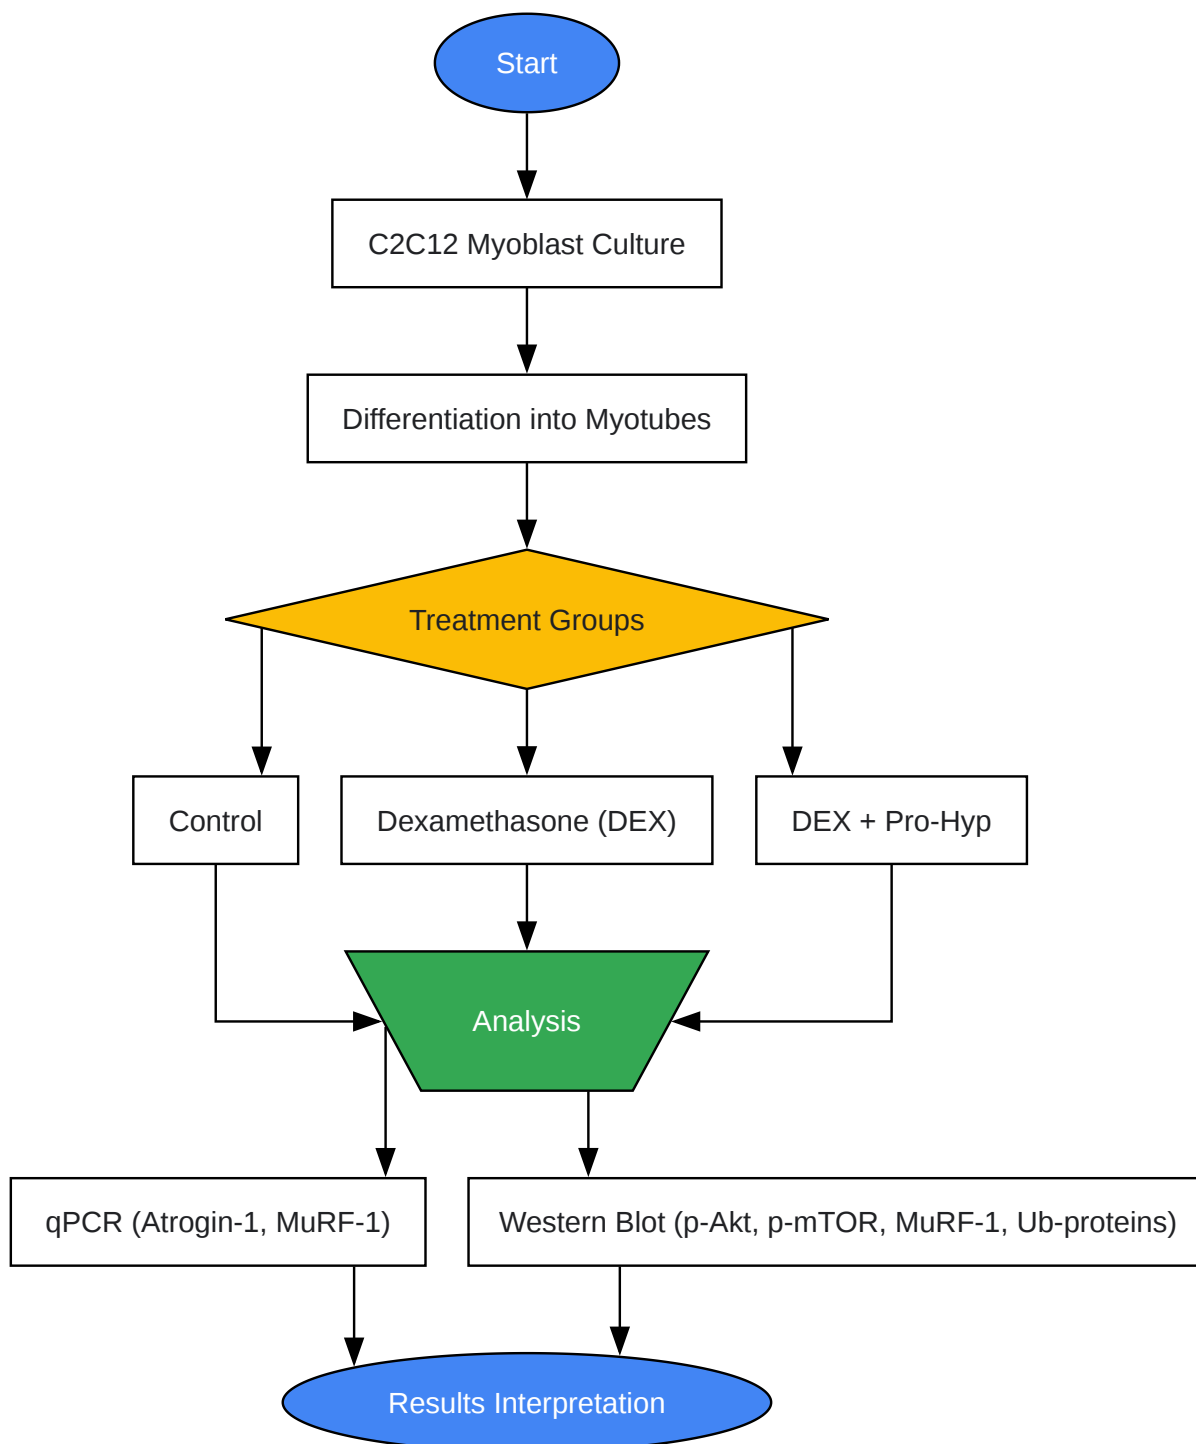 Start
C2C12 Myoblast Culture
Differentiation into Myotubes
Treatment Groups
Control
Dexamethasone (DEX)
DEX + Pro-Hyp
Analysis
qPCR (Atrogin-1, MuRF-1)
Western Blot (p-Akt, p-mTOR, MuRF-1, Ub-proteins)
Results Interpretation